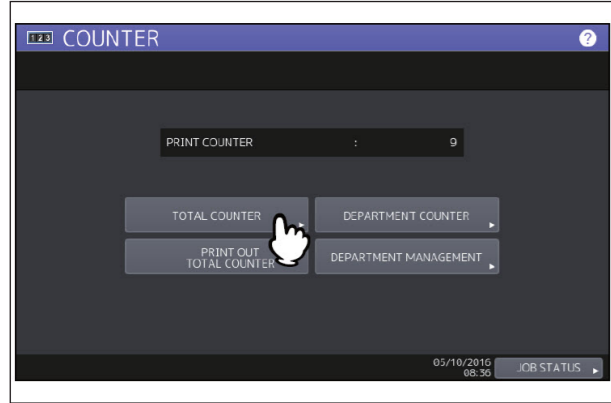 123 COUNTER ?
PRINT COUNTER : 9
TOTAL COUNTER
DEPARTMENT COUNTER
PRINT OUT
TOTAL COUNTER
DEPARTMENT MANAGEMENT
05/10/2016
08:36
JOB STATUS